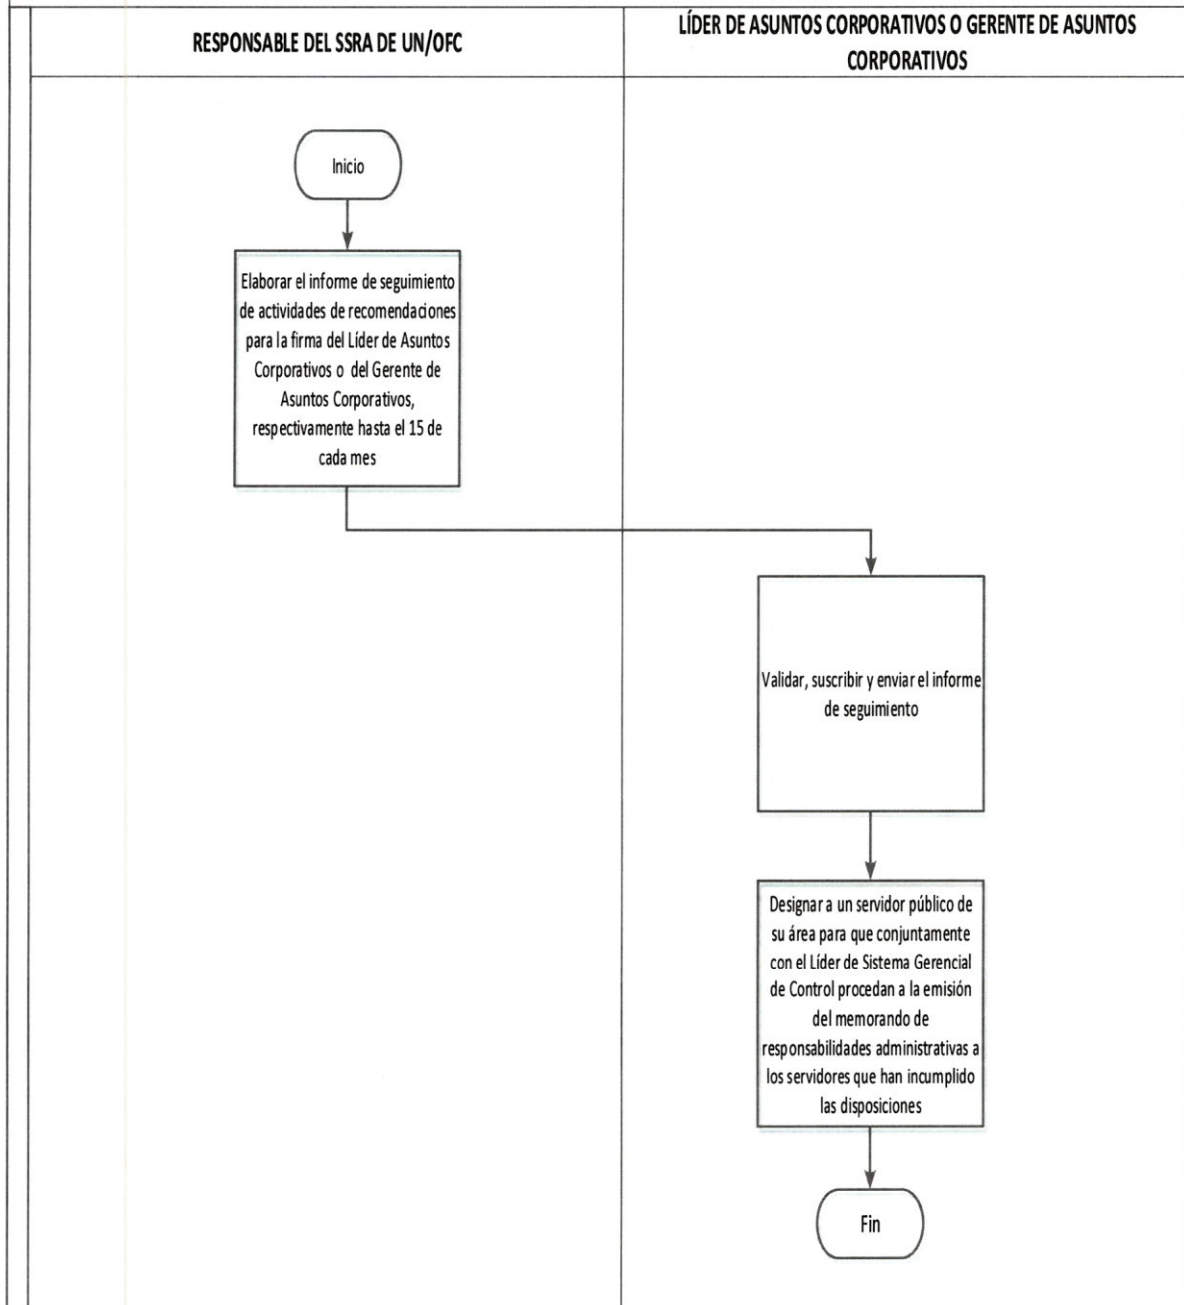 RESPONSABLE DEL SSRA DE UN/OFC
LÍDER DE ASUNTOS CORPORATIVOS O GERENTE DE ASUNTOS
CORPORATIVOS
Inicio
Elaborar el informe de seguimiento
de actividades de recomendaciones
para la firma del Líder de Asuntos
Corporativos o del Gerente de
Asuntos Corporativos,
respectivamente hasta el 15 de
cada mes
Validar, suscribir y enviar el informe
de seguimiento
Designar a un servidor público de
su área para que conjuntamente
con el Líder de Sistema Gerencial
de Control procedan a la emisión
del memorando de
responsabilidades administrativas a
los servidores que han incumplido
las disposiciones
Fin